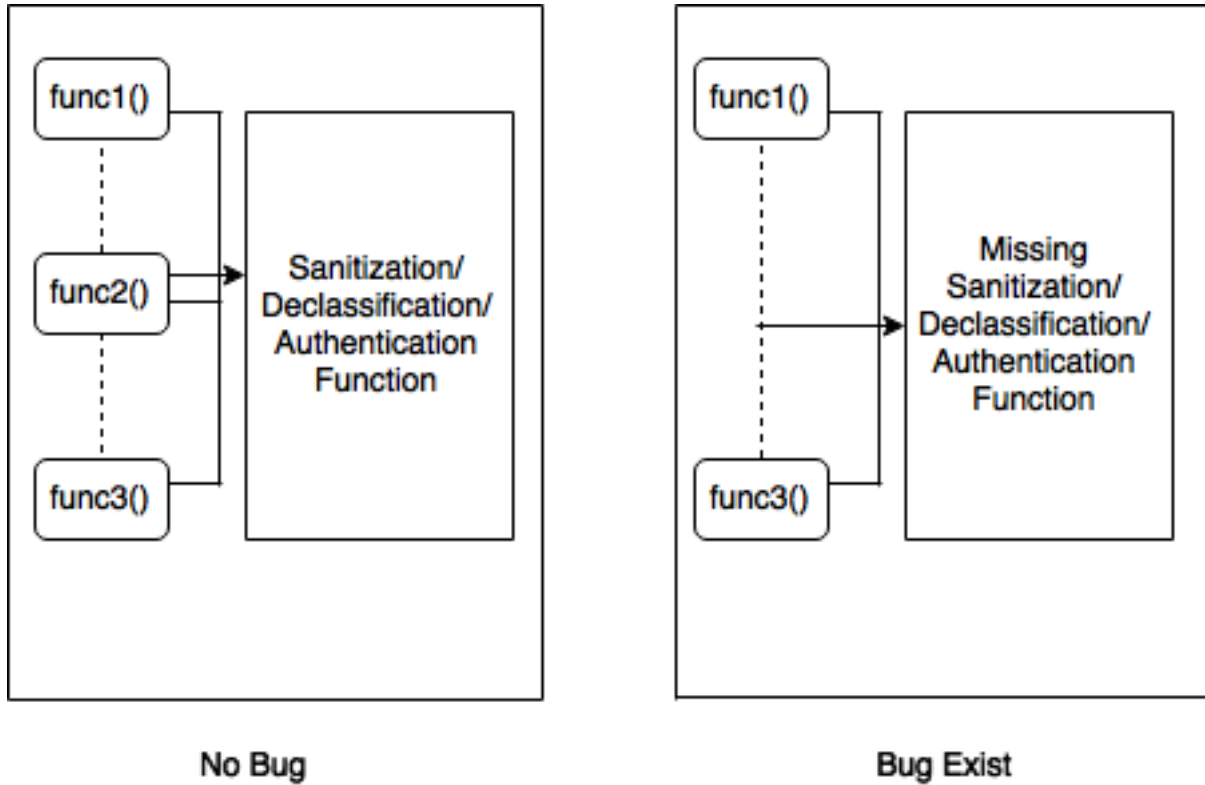 func1()
func2()
func3()
Sanitization/
Declassification/
Authentication
Function
No Bug
func1()
func3()
Missing
Sanitization/
Declassification/
Authentication
Function
Bug Exist